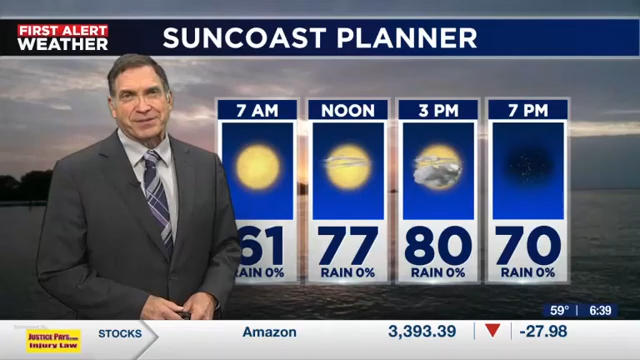 FIRST ALERT
WEATHER
SUNCOAST PLANNER
7 AM
NOON
3 PM
7 PM
61
77
80
70
RAIN 0%
RAIN 0%
RAIN 0%
RAIN 0%
59° 6:39
JUSTICE PAYS.com
Injury Law
STOCKS
Amazon
3,393.39
-27.98